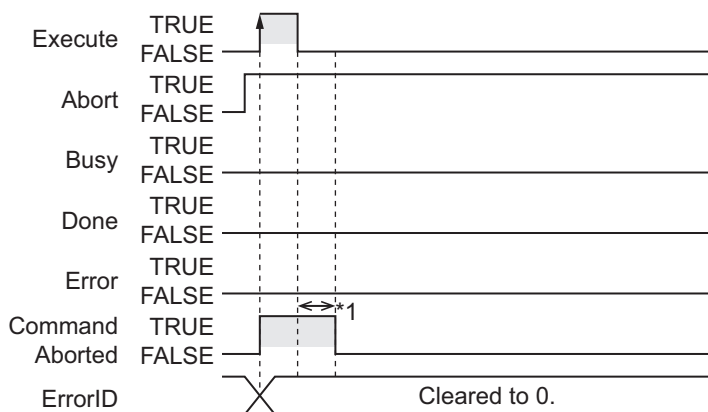 Execute TRUE
FALSE
Abort TRUE
FALSE
Busy TRUE
FALSE
Done TRUE
FALSE
Error TRUE
FALSE
*1
Command TRUE
Aborted FALSE
ErrorID Cleared to 0.